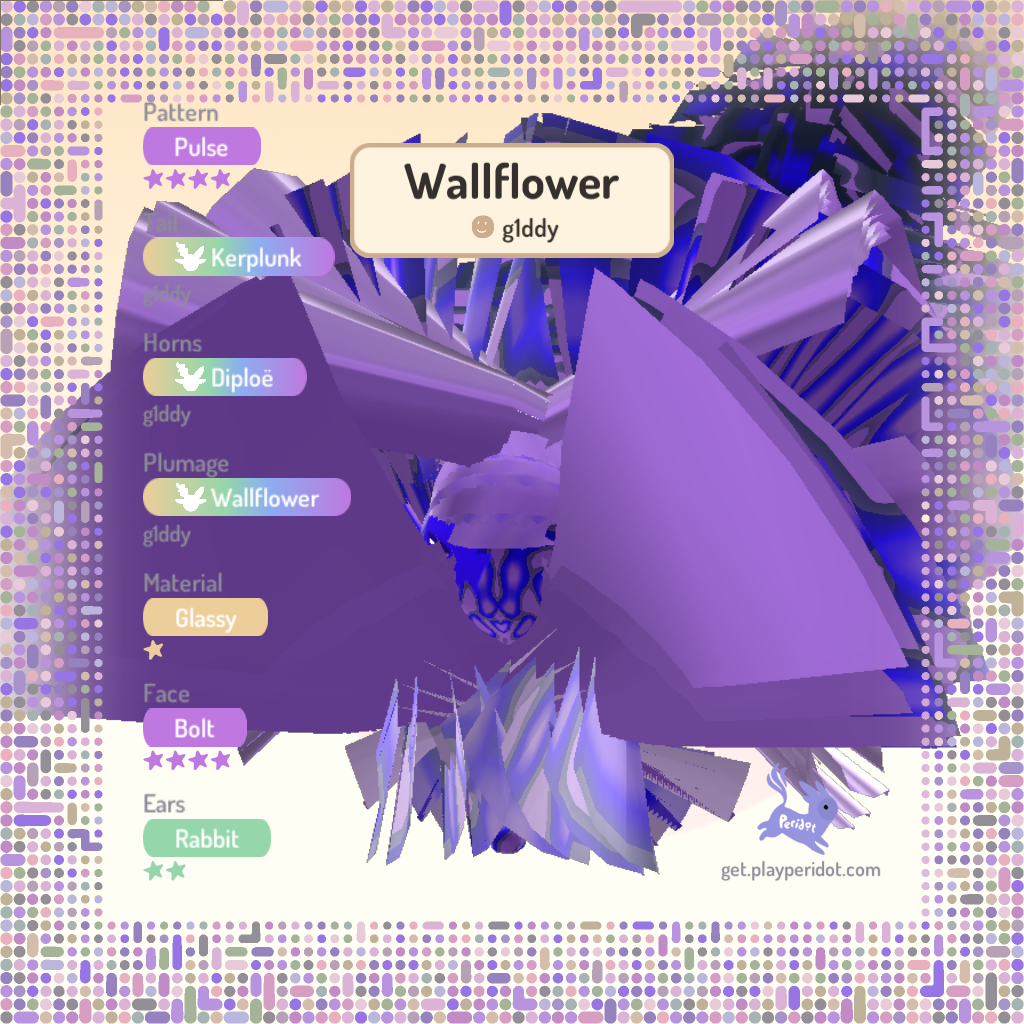 Wallflower
g1ddy
Pattern
Pulse
Tail
Kerplunk
g1ddy
Horns
Diploë
g1ddy
Plumage
Wallflower
g1ddy
Material
Glassy
Face
Bolt
Ears
Rabbit
Peridot
get.playperidot.com